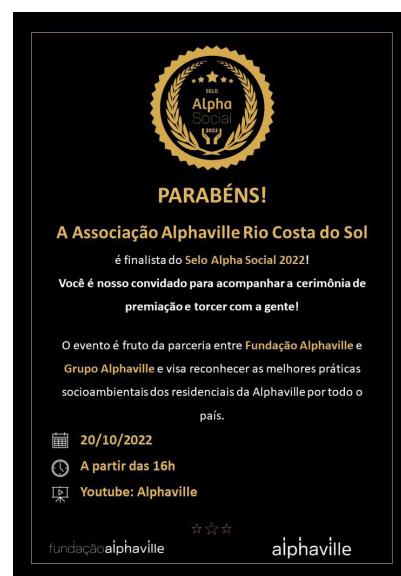 SELO
Alpha
Social
2022
PARABÉNS!
A Associação Alphaville Rio Costa do Sol
é finalista do Selo Alpha Social 2022!
Você é nosso convidado para acompanhar a cerimônia de
premiação e torcer com a gente!
O evento é fruto da parceria entre Fundação Alphaville e
Grupo Alphaville e visa reconhecer as melhores práticas
socioambientais dos residenciais da Alphaville por todo o
país.
20/10/2022
A partir das 16h
Youtube: Alphaville
fundaçãoalphaville
alphaville